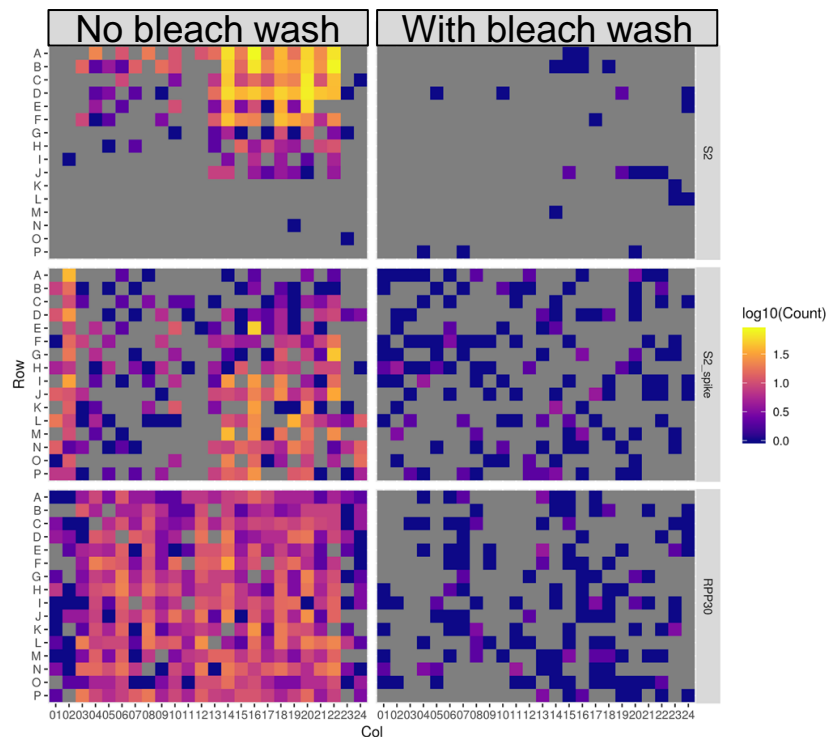 No bleach wash
With bleach wash
A
B
C
D
E
F
G
H
I
J
K
L
M
N
O
P
S2
A
B
C
D
E
F
G
H
I
J
K
L
M
N
O
P
S2_spike
A
B
C
D
E
F
G
H
I
J
K
L
M
N
O
P
RPP30
Row
log10(Count)
1.5
1.0
0.5
0.0
010203040506070809101112131415161718192021222324
010203040506070809101112131415161718192021222324
Col